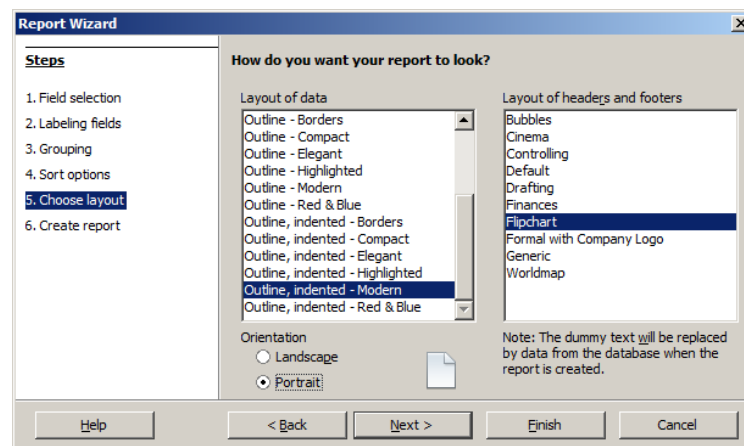 Report Wizard
Steps
1. Field selection
2. Labeling fields
3. Grouping
4. Sort options
5. Choose layout
6. Create report
How do you want your report to look?
Layout of data
Outline - Borders
Outline - Compact
Outline - Elegant
Outline - Highlighted
Outline - Modern
Outline - Red & Blue
Outline, indented - Borders
Outline, indented - Compact
Outline, indented - Elegant
Outline, indented - Highlighted
Outline, indented - Modern
Outline, indented - Red & Blue
Layout of headers and footers
Bubbles
Cinema
Controlling
Default
Drafting
Finances
Flipchart
Formal with Company Logo
Generic
Worldmap
Orientation
Landscape
Portrait
Note: The dummy text will be replaced
by data from the database when the
report is created.
Help
< Back
Next >
Finish
Cancel